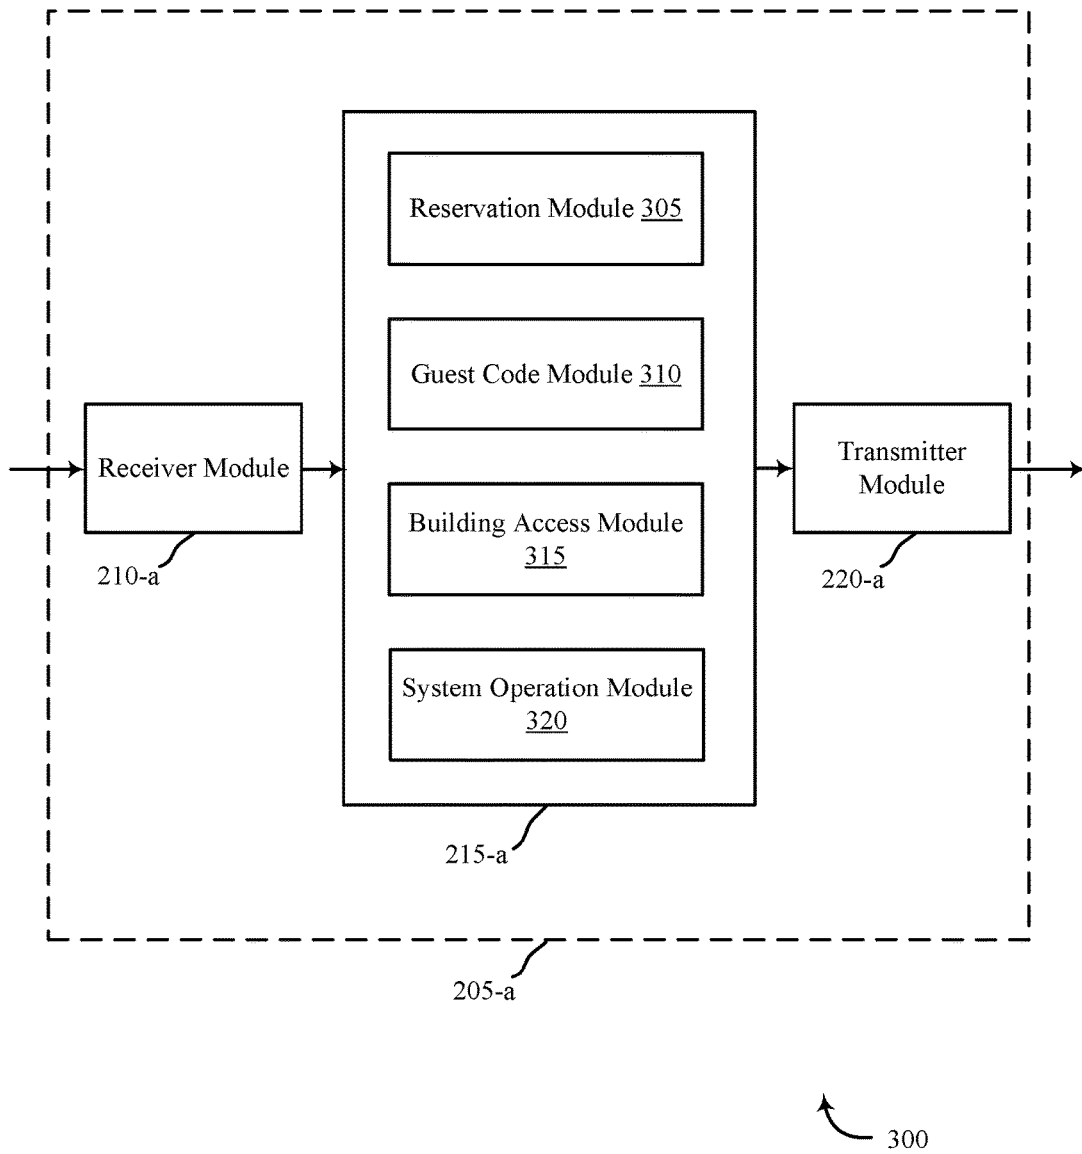 Reservation Module 305
Guest Code Module 310
Receiver Module
Transmitter
Module
Building Access Module
315
210-a
220-a
System Operation Module
320
215-a
205-a
300